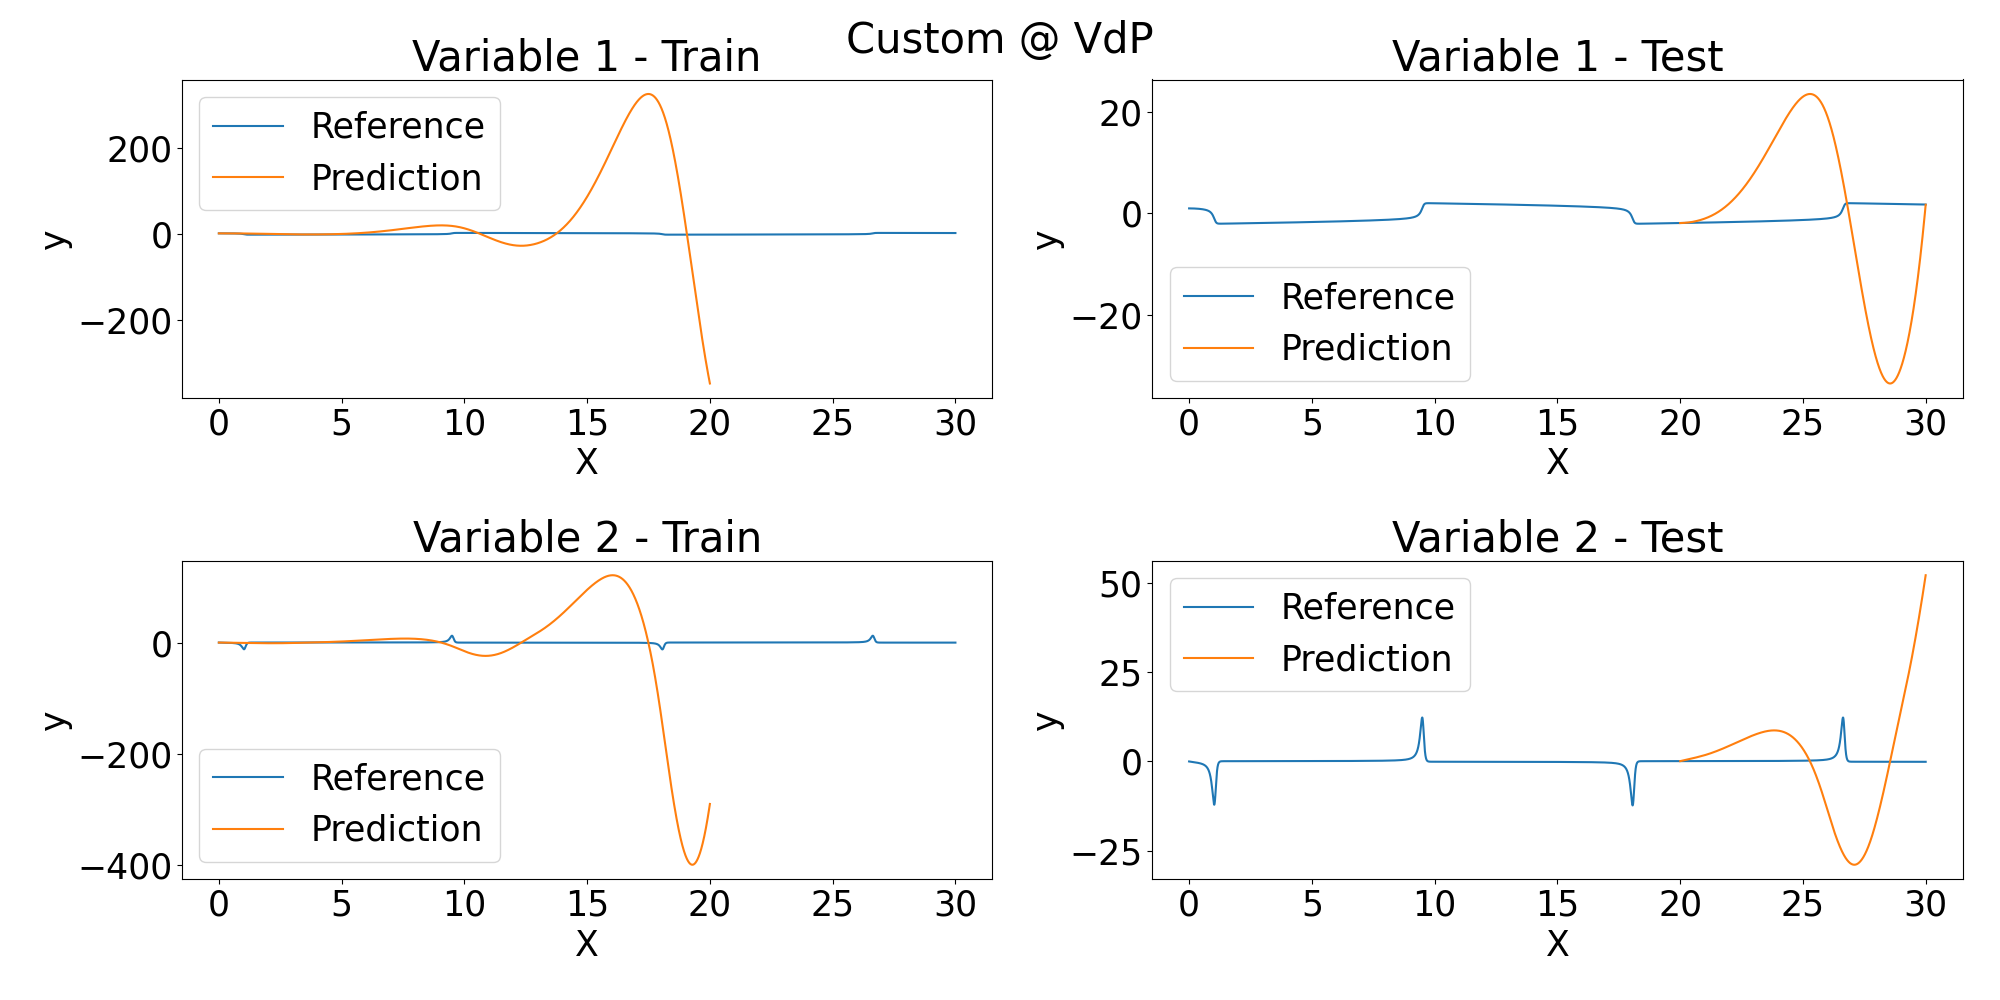 Custom @ VdP
Variable 1 - Train
200
0
−200
y
Reference
Prediction
0 5 10 15 20 25 30
X
Variable 1 - Test
20
0
−20
y
Reference
Prediction
0 5 10 15 20 25 30
X
Variable 2 - Train
0
−200
−400
y
Reference
Prediction
0 5 10 15 20 25 30
X
Variable 2 - Test
50
25
0
−25
y
Reference
Prediction
0 5 10 15 20 25 30
X